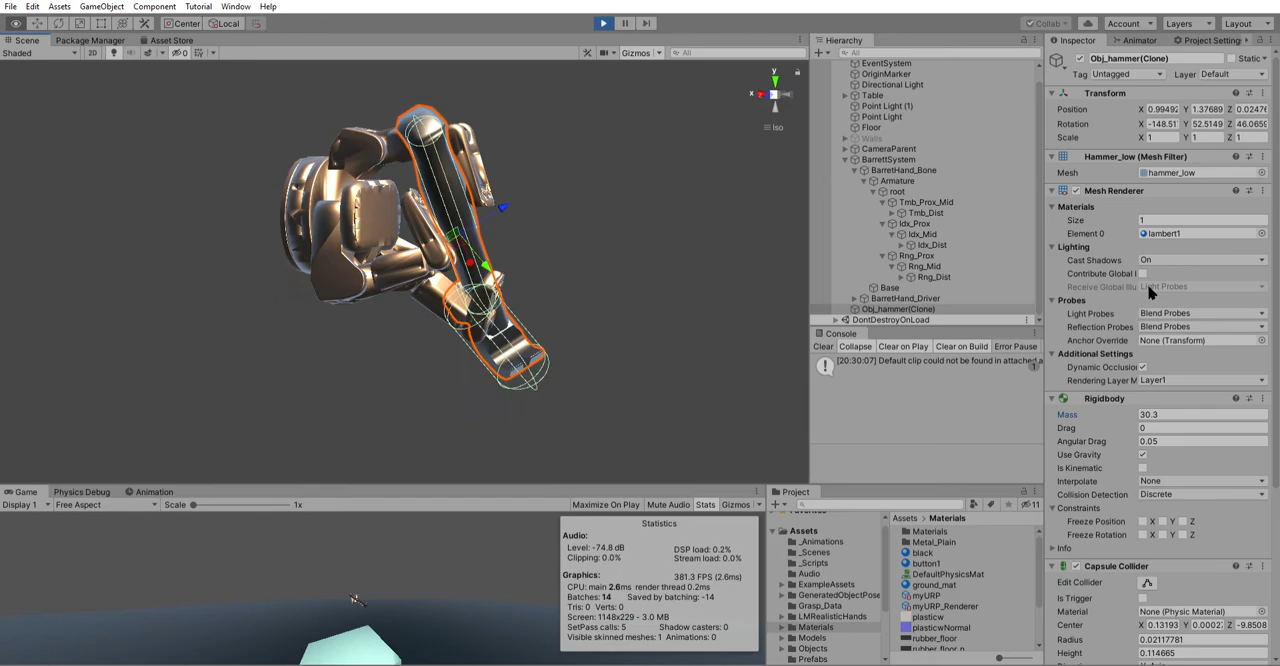 File Edit Assets GameObject Component Tutorial Window Help
Center Local
Collab Account Layers Layout
Scene Package Manager Asset Store
Shaded 2D 0 Gizmos All
y
x
Iso
Hierarchy
All
EventSystem
OriginMarker
Directional Light
Table
Point Light (1)
Point Light
Floor
Walls
CameraParent
BarrettSystem
BarretHand_Bone
Armature
root
Tmb_Prox_Mid
Tmb_Dist
Idx_Prox
Idx_Mid
Idx_Dist
Rng_Prox
Rng_Mid
Rng_Dist
Base
BarretHand_Driver
Obj_hammer(Clone)
DontDestroyOnLoad
Console
Clear Collapse Clear on Play Clear on Build Error Pause
[20:30:07] Default clip could not be found in attached a
1
Inspector Animator Project Setting
Obj_hammer(Clone) Static
Tag Untagged Layer Default
Transform
Position X 0.99492 Y 1.37689 Z 0.02476
Rotation X -148.51 Y 52.5149 Z 46.0659
Scale X 1 Y 1 Z 1
Hammer_low (Mesh Filter)
Mesh hammer_low
Mesh Renderer
Materials
Size 1
Element 0 lambert1
Lighting
Cast Shadows On
Contribute Global I
Receive Global Illu Light Probes
Probes
Light Probes Blend Probes
Reflection Probes Blend Probes
Anchor Override None (Transform)
Additional Settings
Dynamic Occlusion
Rendering Layer M Layer1
Rigidbody
Mass 30.3
Drag 0
Angular Drag 0.05
Use Gravity
Is Kinematic
Interpolate None
Collision Detection Discrete
Constraints
Freeze Position X Y Z
Freeze Rotation X Y Z
Info
Capsule Collider
Edit Collider
Is Trigger
Material None (Physic Material)
Center X 0.13193 Y 0.0002 Z -9.8508
Radius 0.02117781
Height 0.114665
Game Physics Debug Animation
Display 1 Free Aspect Scale 1x Maximize On Play Mute Audio Stats Gizmos
Statistics
Audio:
Level: -74.8 dB DSP load: 0.2%
Clipping: 0.0% Stream load: 0.0%
Graphics: 381.3 FPS (2.6ms)
CPU: main 2.6ms render thread 0.2ms
Batches: 14 Saved by batching: -14
Tris: 0 Verts: 0
Screen: 1148x229 - 3.0 MB
SetPass calls: 5 Shadow casters: 0
Visible skinned meshes: 1 Animations: 0
Project
11
Assets
_Animations
_Scenes
_Scripts
Audio
ExampleAssets
GeneratedObjectPose
Grasp_Data
LMRealisticHands
Materials
Models
Objects
Prefabs
Assets Materials
Materials
Metal_Plain
black
button1
DefaultPhysicsMat
ground_mat
myURP
myURP_Renderer
plasticw
plasticwNormal
rubber_floor